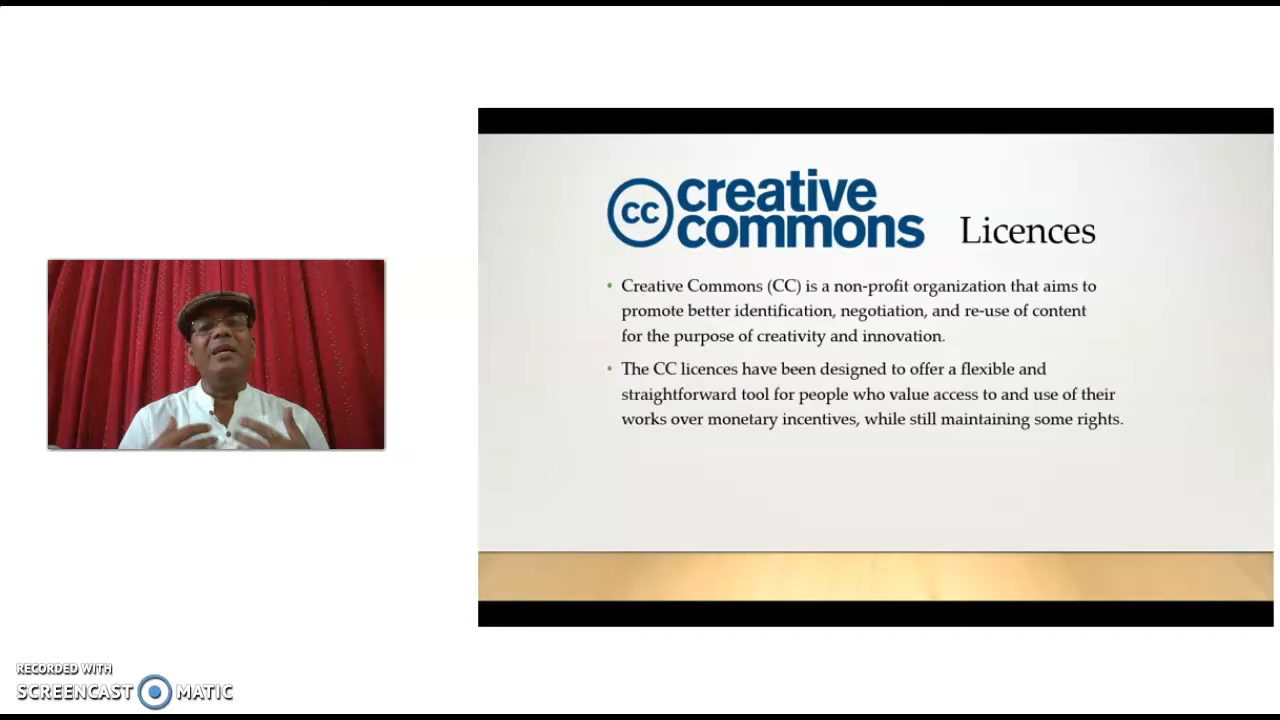 creative
commons
cc
Licences
• Creative Commons (CC) is a non-profit organization that aims to
promote better identification, negotiation, and re-use of content
for the purpose of creativity and innovation.
• The CC licences have been designed to offer a flexible and
straightforward tool for people who value access to and use of their
works over monetary incentives, while still maintaining some rights.
RECORDED WITH
SCREENCAST MATIC